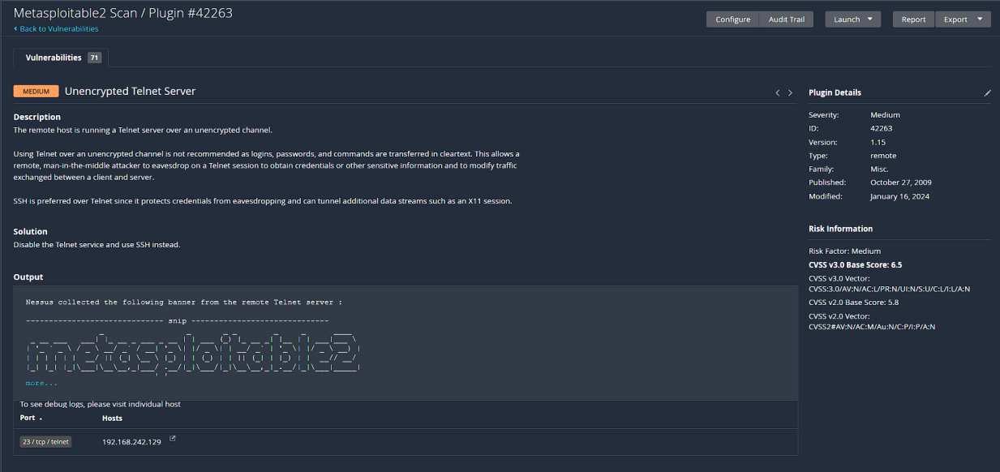 Metasploitable2 Scan / Plugin #42263
< Back to Vulnerabilities
Configure Audit Trail Launch Report Export
Vulnerabilities 71
MEDIUM Unencrypted Telnet Server
Description
The remote host is running a Telnet server over an unencrypted channel.
Using Telnet over an unencrypted channel is not recommended as logins, passwords, and commands are transferred in cleartext. This allows a
remote, man-in-the-middle attacker to eavesdrop on a Telnet session to obtain credentials or other sensitive information and to modify traffic
exchanged between a client and server.
SSH is preferred over Telnet since it protects credentials from eavesdropping and can tunnel additional data streams such as an X11 session.
Solution
Disable the Telnet service and use SSH instead.
Output
Nessus collected the following banner from the remote Telnet server :
------------------------------ snip ------------------------------
metasploitable2
more...
To see debug logs, please visit individual host
Port Hosts
23 / tcp / telnet 192.168.242.129
Plugin Details
Severity: Medium
ID: 42263
Version: 1.15
Type: remote
Family: Misc.
Published: October 27, 2009
Modified: January 16, 2024
Risk Information
Risk Factor: Medium
CVSS v3.0 Base Score: 6.5
CVSS v3.0 Vector:
CVSS:3.0/AV:N/AC:L/PR:N/UI:N/S:U/C:L/I:L/A:N
CVSS v2.0 Base Score: 5.8
CVSS v2.0 Vector:
CVSS2#AV:N/AC:M/Au:N/C:P/I:P/A:N